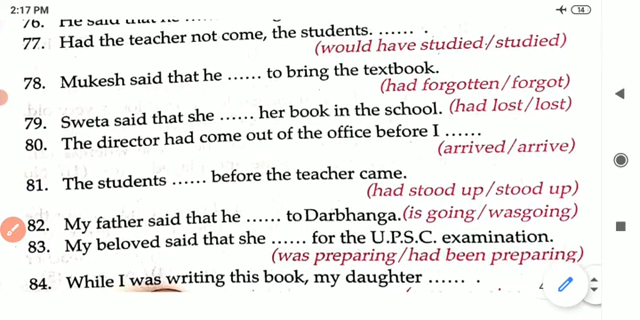 2:17 PM
14
76. He said that he ......
77. Had the teacher not come, the students. ...... .
(would have studied/studied)
78. Mukesh said that he ...... to bring the textbook.
(had forgotten/forgot)
79. Sweta said that she ...... her book in the school. (had lost/lost)
80. The director had come out of the office before I ......
(arrived/arrive)
81. The students ...... before the teacher came.
(had stood up/stood up)
82. My father said that he ...... to Darbhanga.(is going/wasgoing)
83. My beloved said that she ...... for the U.P.S.C. examination.
(was preparing/had been preparing)
84. While I was writing this book, my daughter ...... .